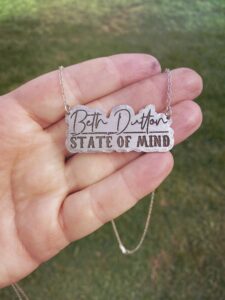 Beth Dutton
STATE OF MIND